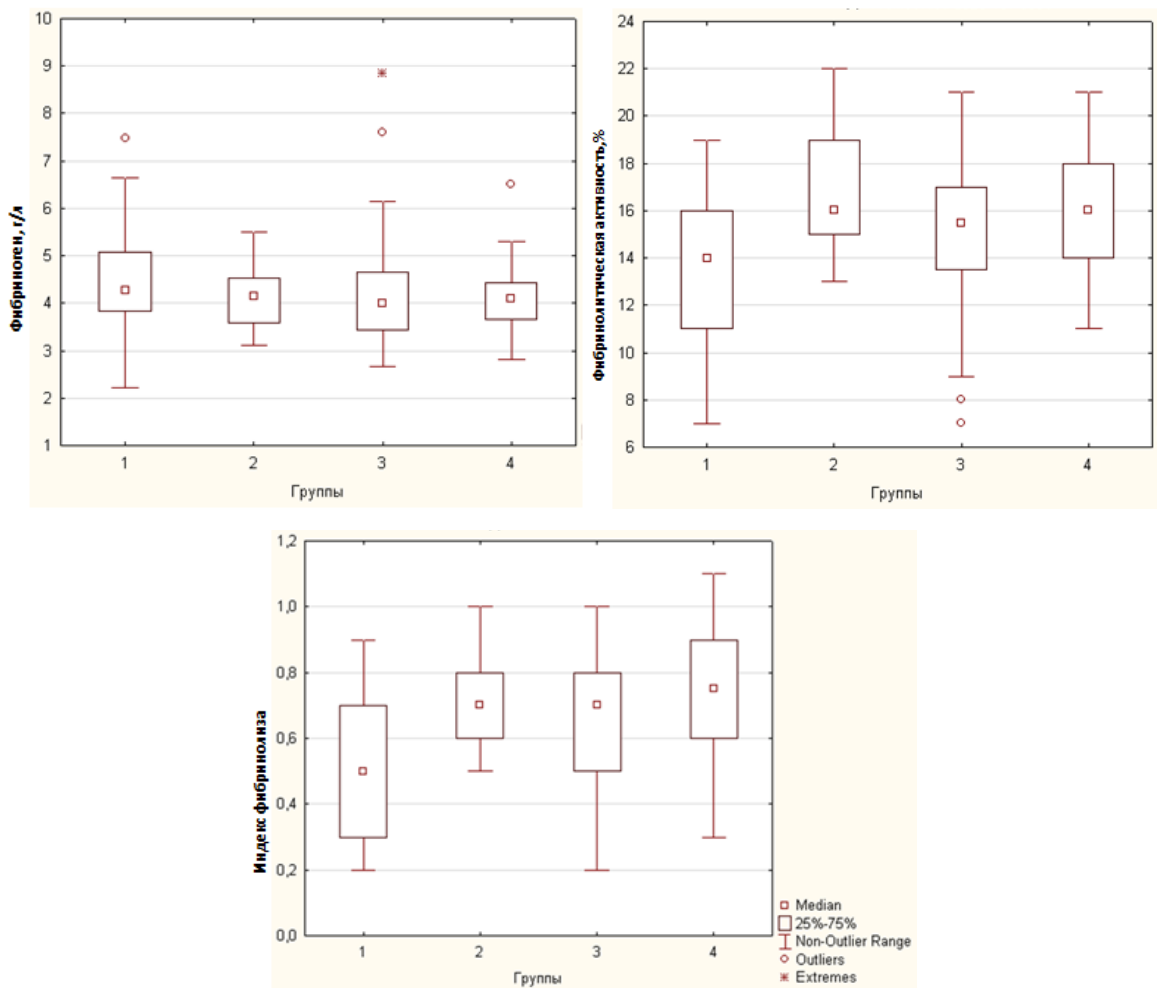 Фибриноген, г/л
10
9
8
7
6
5
4
3
2
1
1 2 3 4
Группы
Фибринолитическая активность,%
24
22
20
18
16
14
12
10
8
6
1 2 3 4
Группы
Индекс фибринолиза
1,2
1,0
0,8
0,6
0,4
0,2
0,0
1 2 3 4
Группы
Median
25%-75%
Non-Outlier Range
Outliers
Extremes